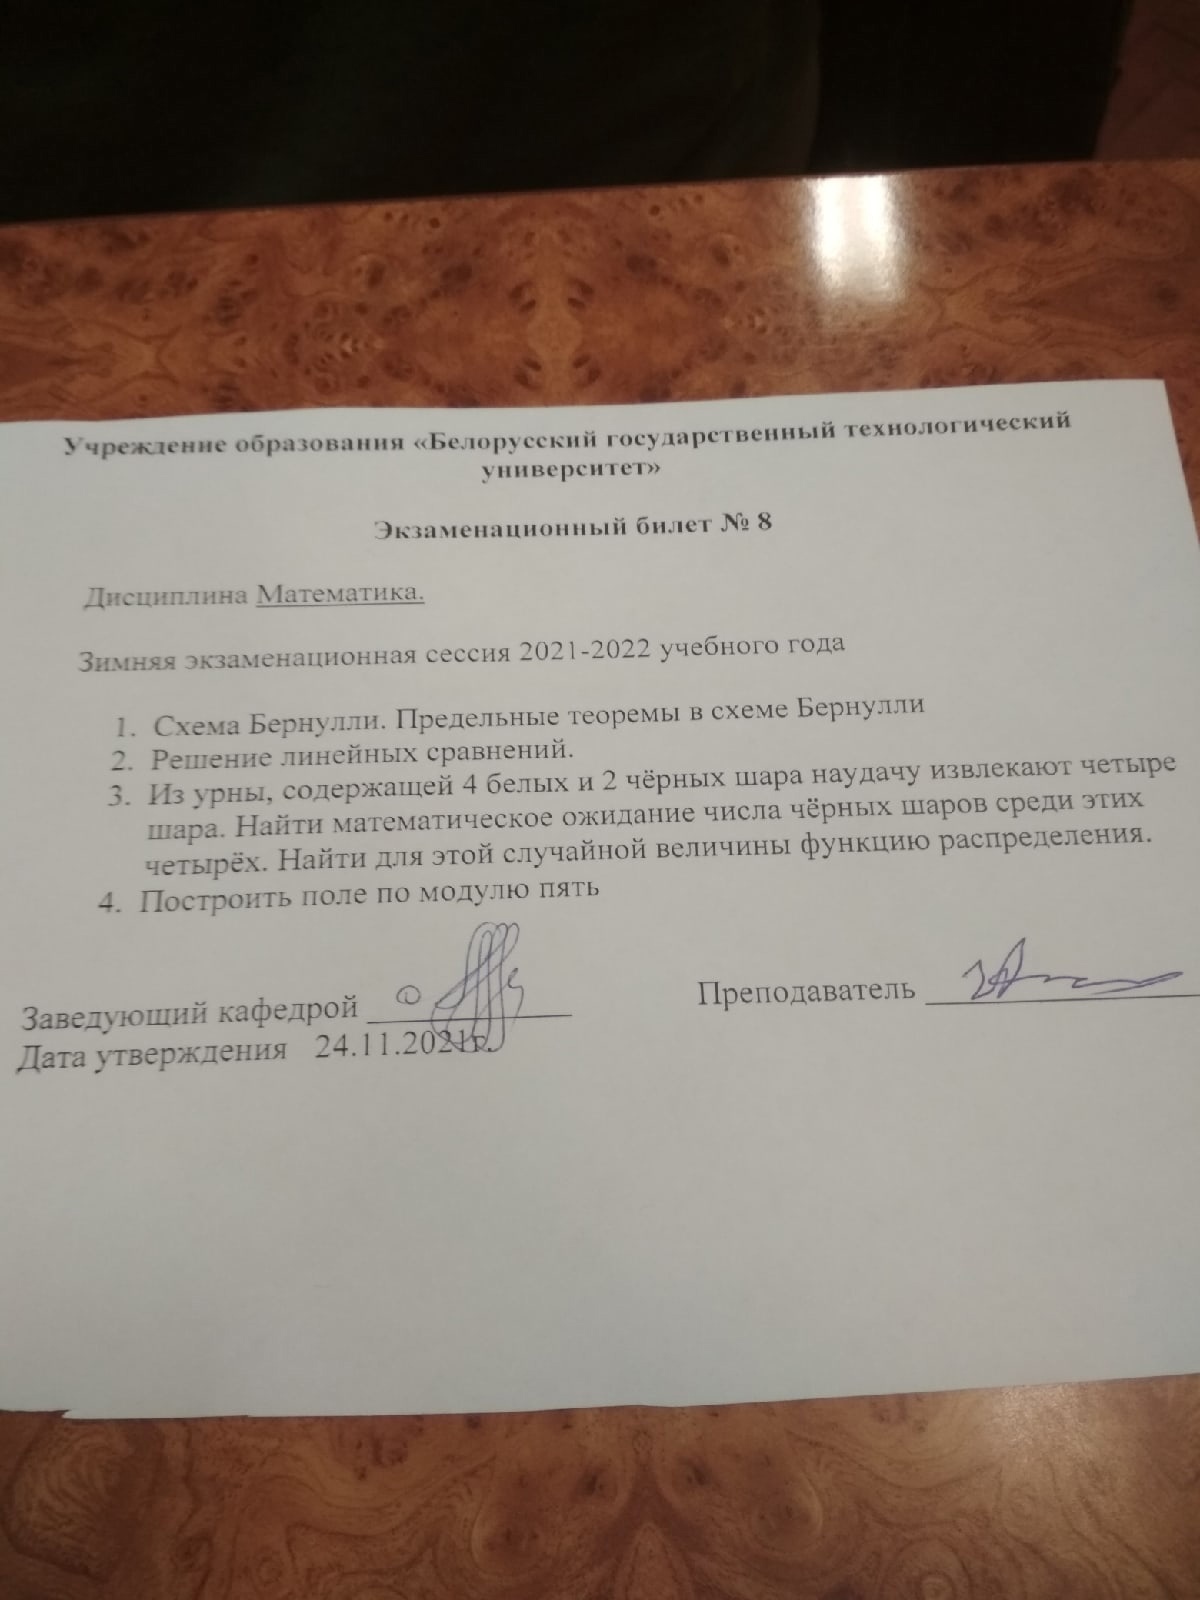 Учреждение образования «Белорусский государственный технологический
университет»
Экзаменационный билет № 8
Дисциплина Математика.
Зимняя экзаменационная сессия 2021-2022 учебного года
1. Схема Бернулли. Предельные теоремы в схеме Бернулли
2. Решение линейных сравнений.
3. Из урны, содержащей 4 белых и 2 чёрных шара наудачу извлекают четыре
шара. Найти математическое ожидание числа чёрных шаров среди этих
четырёх. Найти для этой случайной величины функцию распределения.
4. Построить поле по модулю пять
Заведующий кафедрой
Преподаватель
Дата утверждения 24.11.2021г.